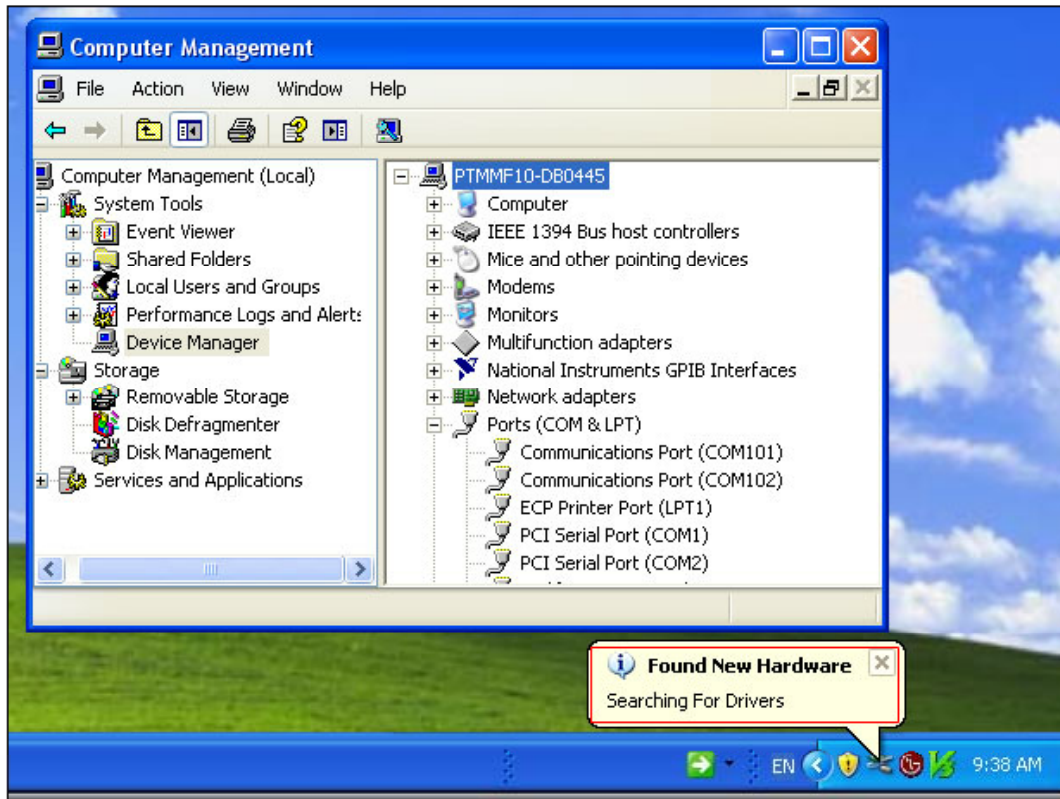 Computer Management
File Action View Window Help
Computer Management (Local)
System Tools
Event Viewer
Shared Folders
Local Users and Groups
Performance Logs and Alert
Device Manager
Storage
Removable Storage
Disk Defragmenter
Disk Management
Services and Applications
PTMMF10-DB0445
Computer
IEEE 1394 Bus host controllers
Mice and other pointing devices
Modems
Monitors
Multifunction adapters
National Instruments GPIB Interfaces
Network adapters
Ports (COM & LPT)
Communications Port (COM101)
Communications Port (COM102)
ECP Printer Port (LPT1)
PCI Serial Port (COM1)
PCI Serial Port (COM2)
Found New Hardware
Searching For Drivers
EN 9:38 AM